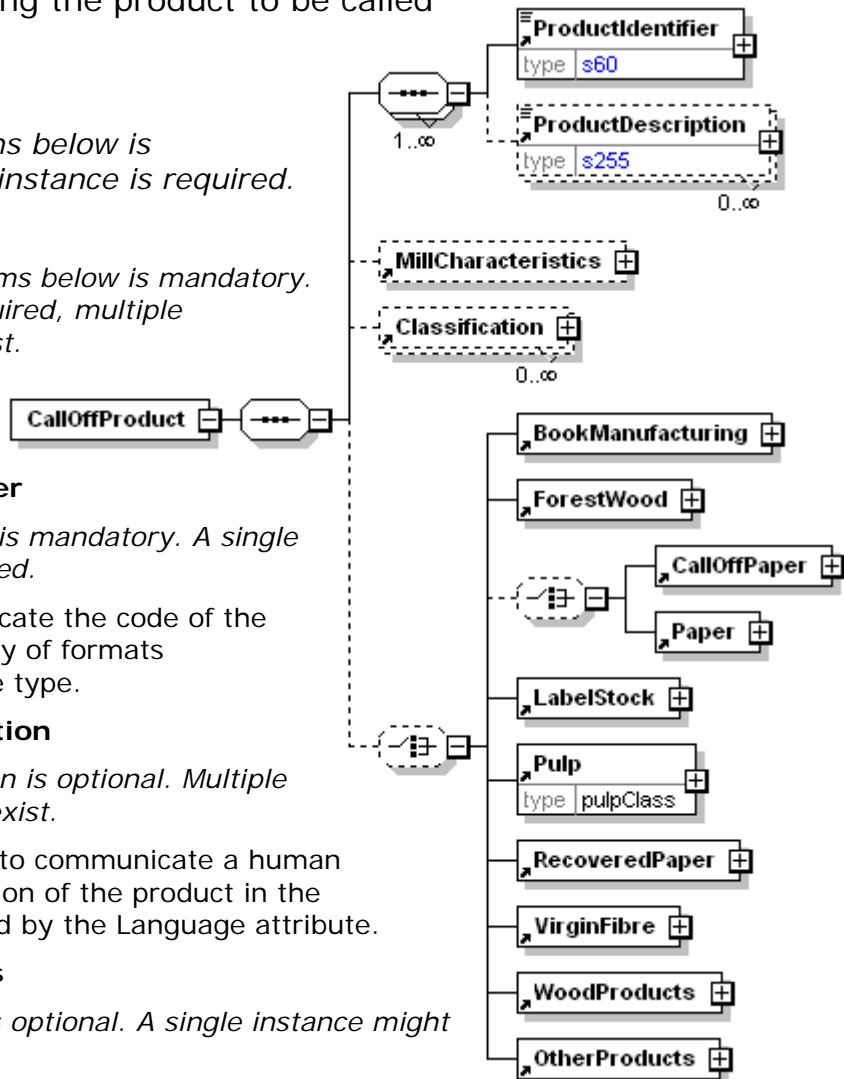 ng the product to be called
ns below is
instance is required.
ms below is mandatory.
uired, multiple
st.
er
is mandatory. A single
ed.
icate the code of the
y of formats
e type.
tion
n is optional. Multiple
exist.
to communicate a human
ion of the product in the
d by the Language attribute.
s
s optional. A single instance might
CallOffProduct
1..∞
ProductIdentifier
type s60
ProductDescription
type s255
0..∞
MillCharacteristics
Classification
0..∞
BookManufacturing
ForestWood
CallOffPaper
Paper
LabelStock
Pulp
type pulpClass
RecoveredPaper
VirginFibre
WoodProducts
OtherProducts